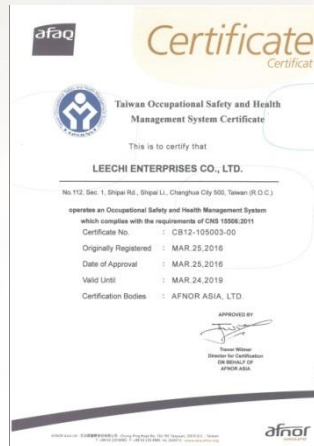 afaq
Certificate
Certificat
Taiwan Occupational Safety and Health
Management System Certificate
This is to certify that
LEECHI ENTERPRISES CO., LTD.
No.112, Sec. 1, Shipai Rd., Shipai Li., Changhua City 500, Taiwan (R.O.C.)
operates an Occupational Safety and Health Management System
which complies with the requirements of CNS 15506:2011
Certificate No. : CB12-105003-00
Originally Registered : MAR.25,2016
Date of Approval : MAR.25,2016
Valid Until : MAR.24,2019
Certification Bodies : AFNOR ASIA, LTD.
APPROVED BY
Director for Certification
ON BEHALF OF
AFNOR ASIA
afnor